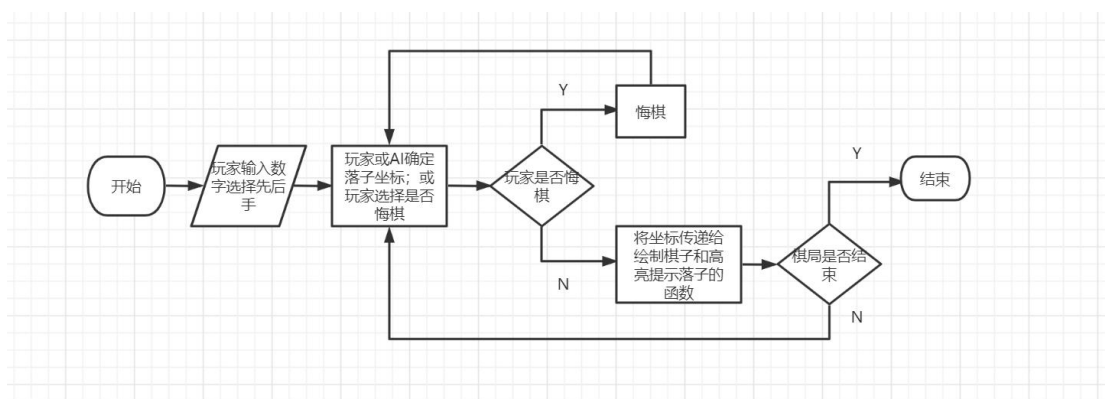 开始
玩家输入数
字选择先后
手
玩家或AI确定
落子坐标；或
玩家选择是否
悔棋
玩家是否悔
棋
Y
悔棋
N
将坐标传递给
绘制棋子和高
亮提示落子的
函数
棋局是否结
束
Y
结束
N